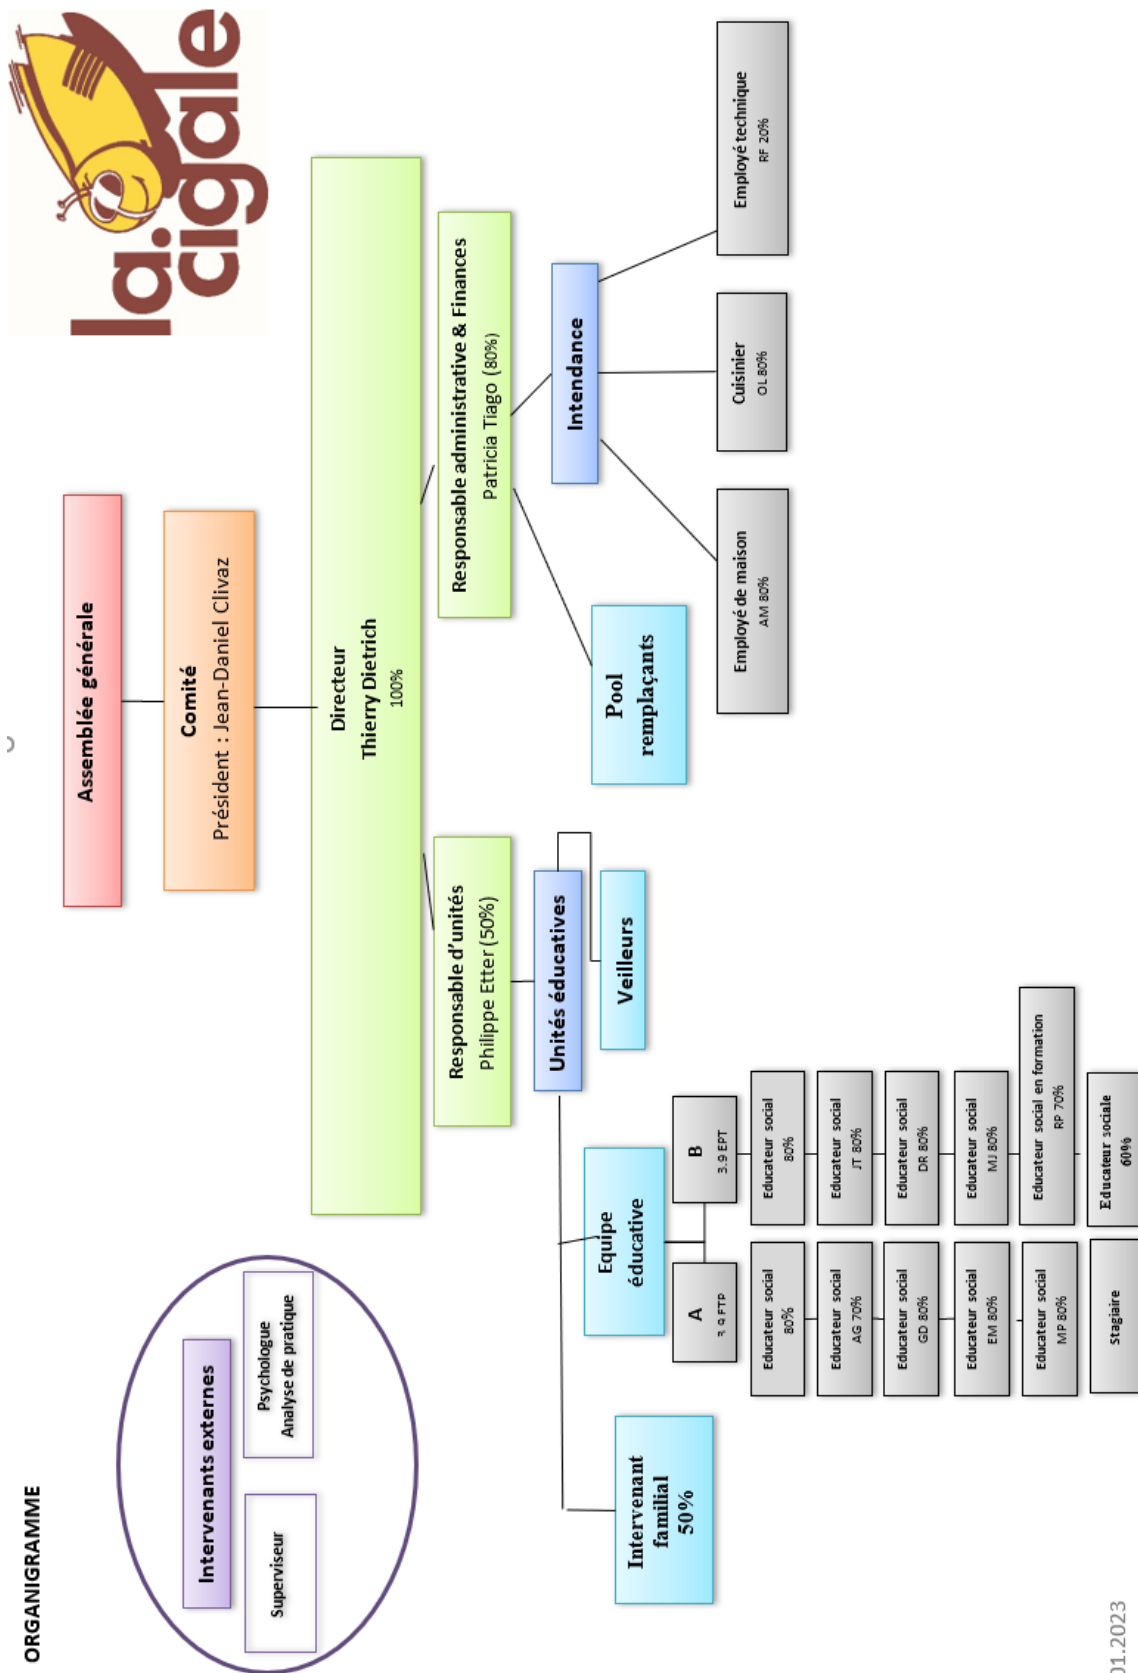 ORGANIGRAMME
la.
cigale
Assemblée générale
Comité
Président : Jean-Daniel Clivaz
Directeur
Thierry Dietrich
100%
Intervenants externes
Superviseur
Psychologue
Analyse de pratique
Responsable d'unités
Philippe Etter (50%)
Responsable administrative & Finances
Patricia Tiago (80%)
Unités éducatives
Veilleurs
Intendance
Pool
remplaçants
Intervenant
familial
50%
Equipe
éducative
A
B
3.9 EPT
Educateur social
80%
Educateur social
AG 70%
Educateur social
GD 80%
Educateur social
EM 80%
Educateur social
MP 80%
Stagiaire
Educateur social
80%
Educateur social
JT 80%
Educateur social
DR 80%
Educateur social
MJ 80%
Educateur social en formation
RP 70%
Educateur sociale
60%
Employé de maison
AM 80%
Cuisinier
OL 80%
Employé technique
RF 20%
01.2023